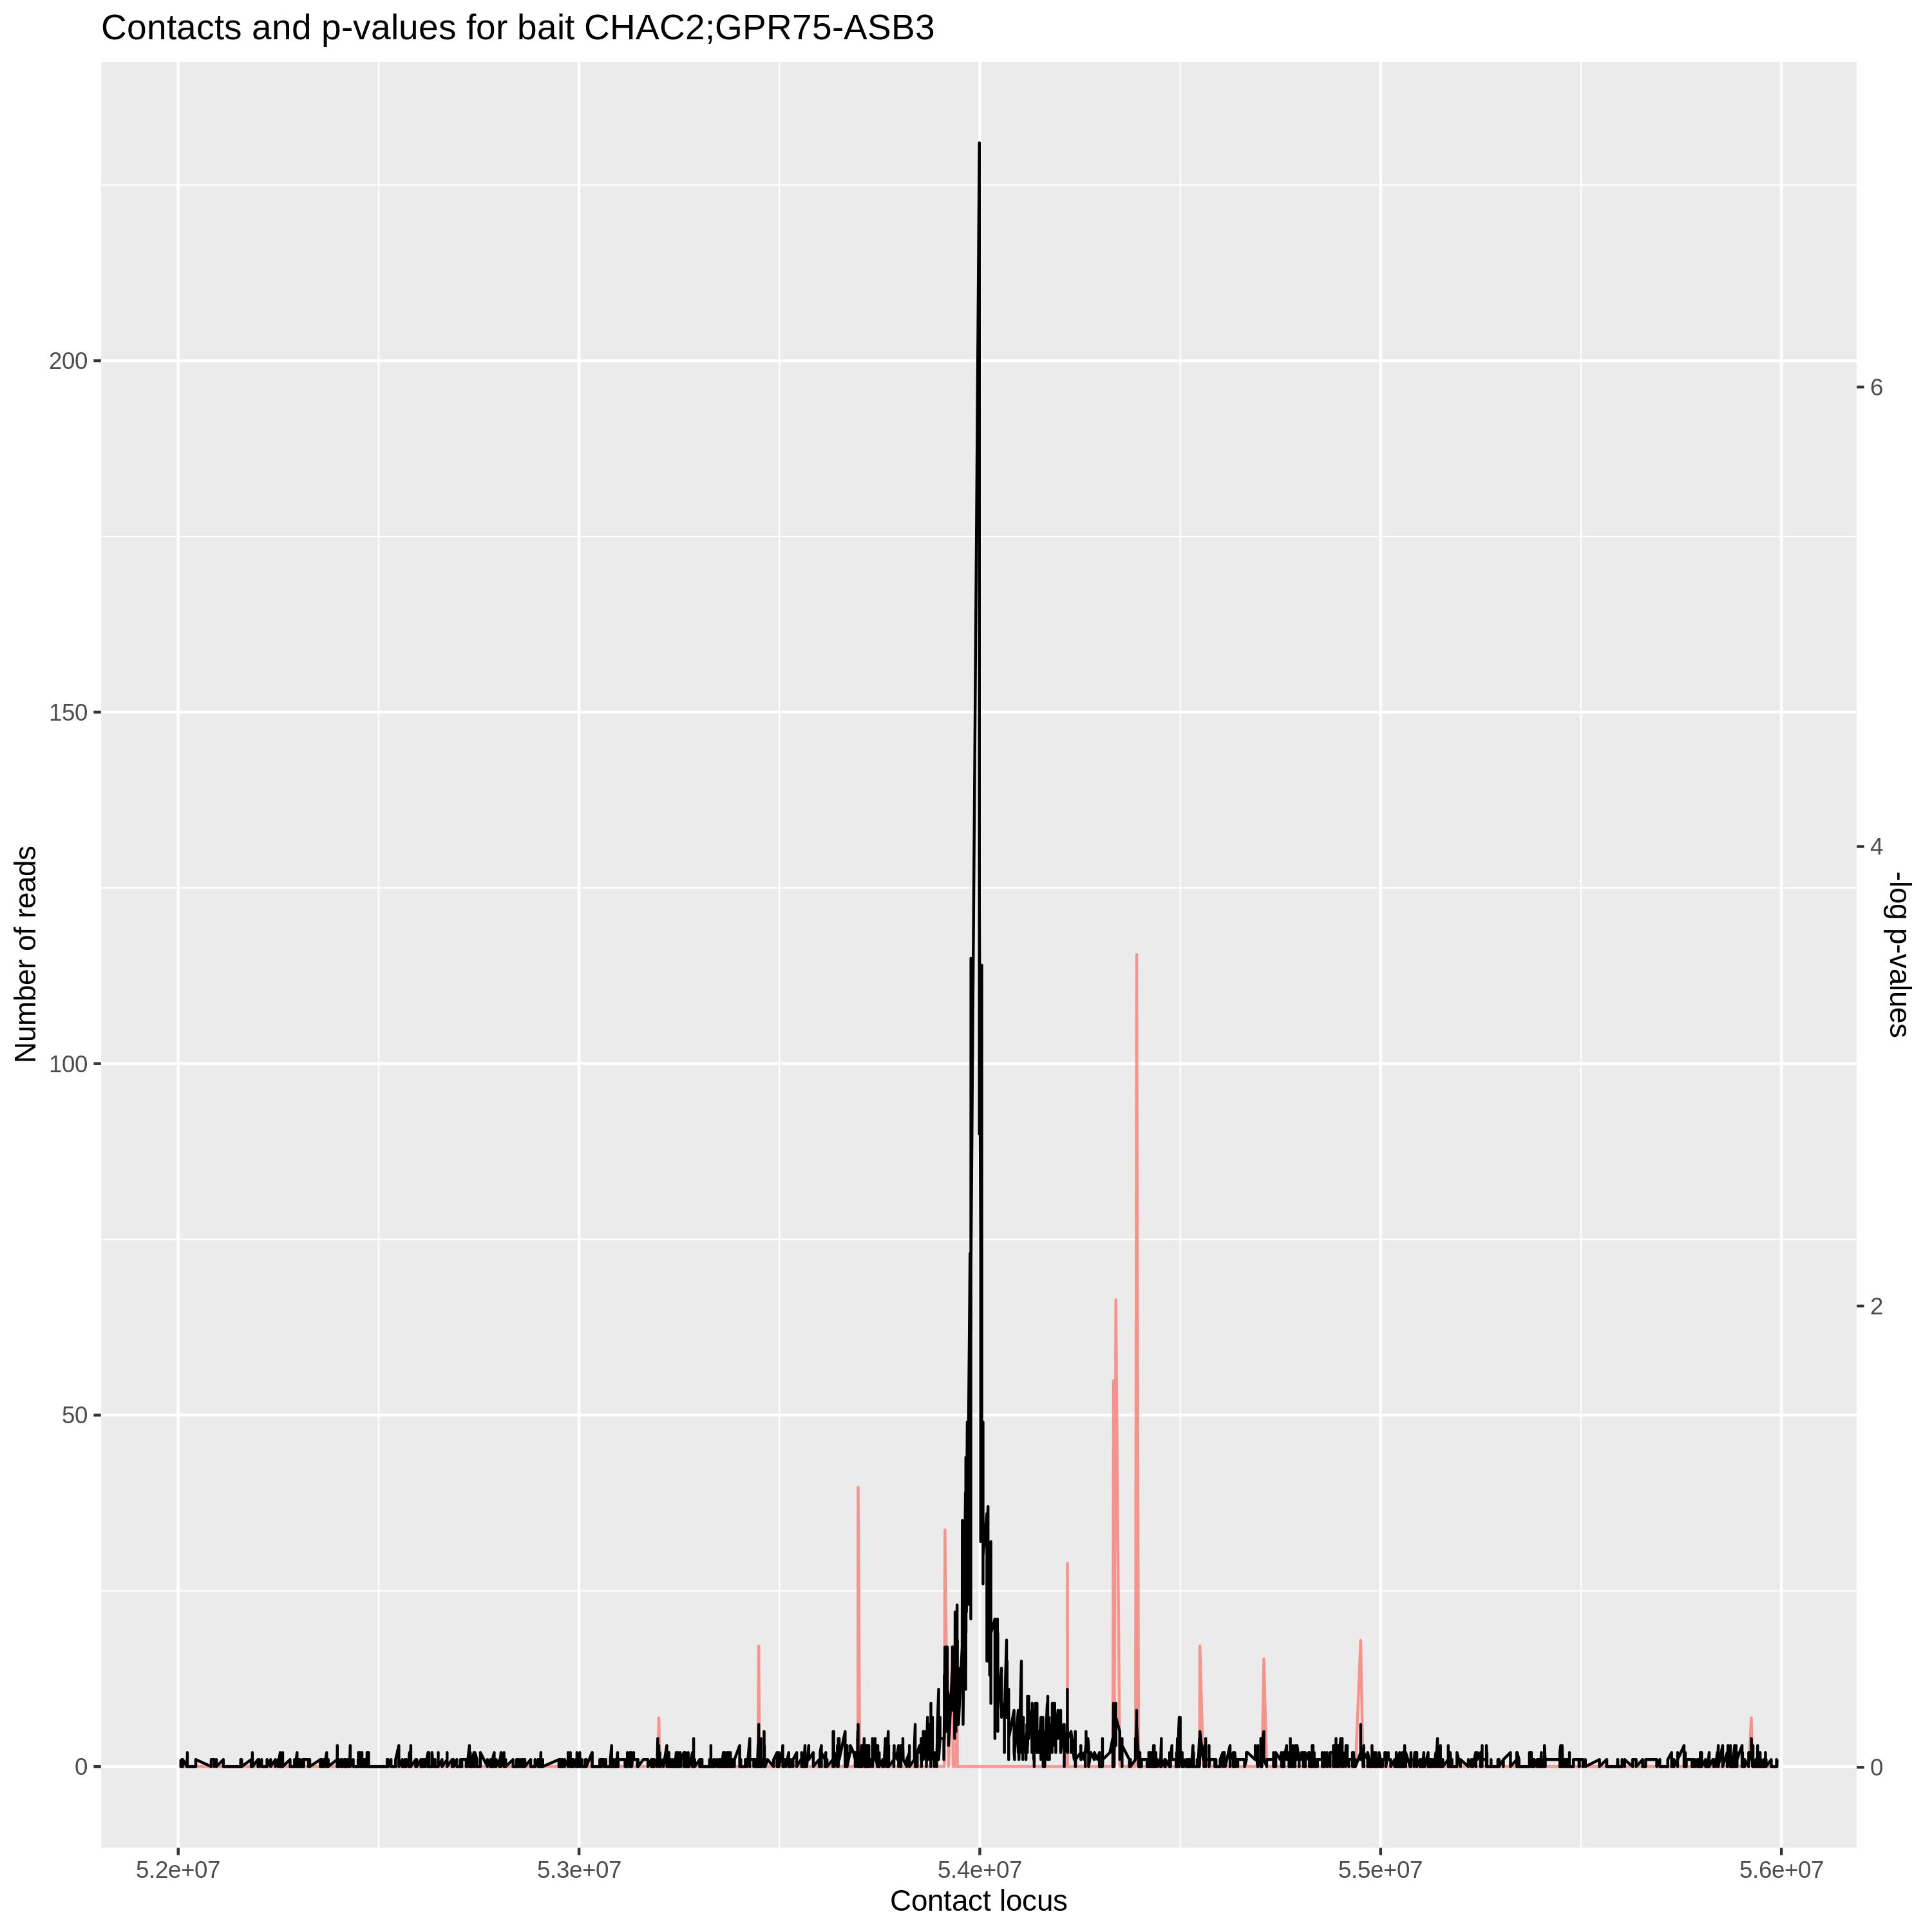 Contacts and p-values for bait CHAC2;GPR75-ASB3
200
150
100
50
0
Number of reads
6
4
2
0
-log p-values
5.2e+07 5.3e+07 5.4e+07 5.5e+07 5.6e+07
Contact locus